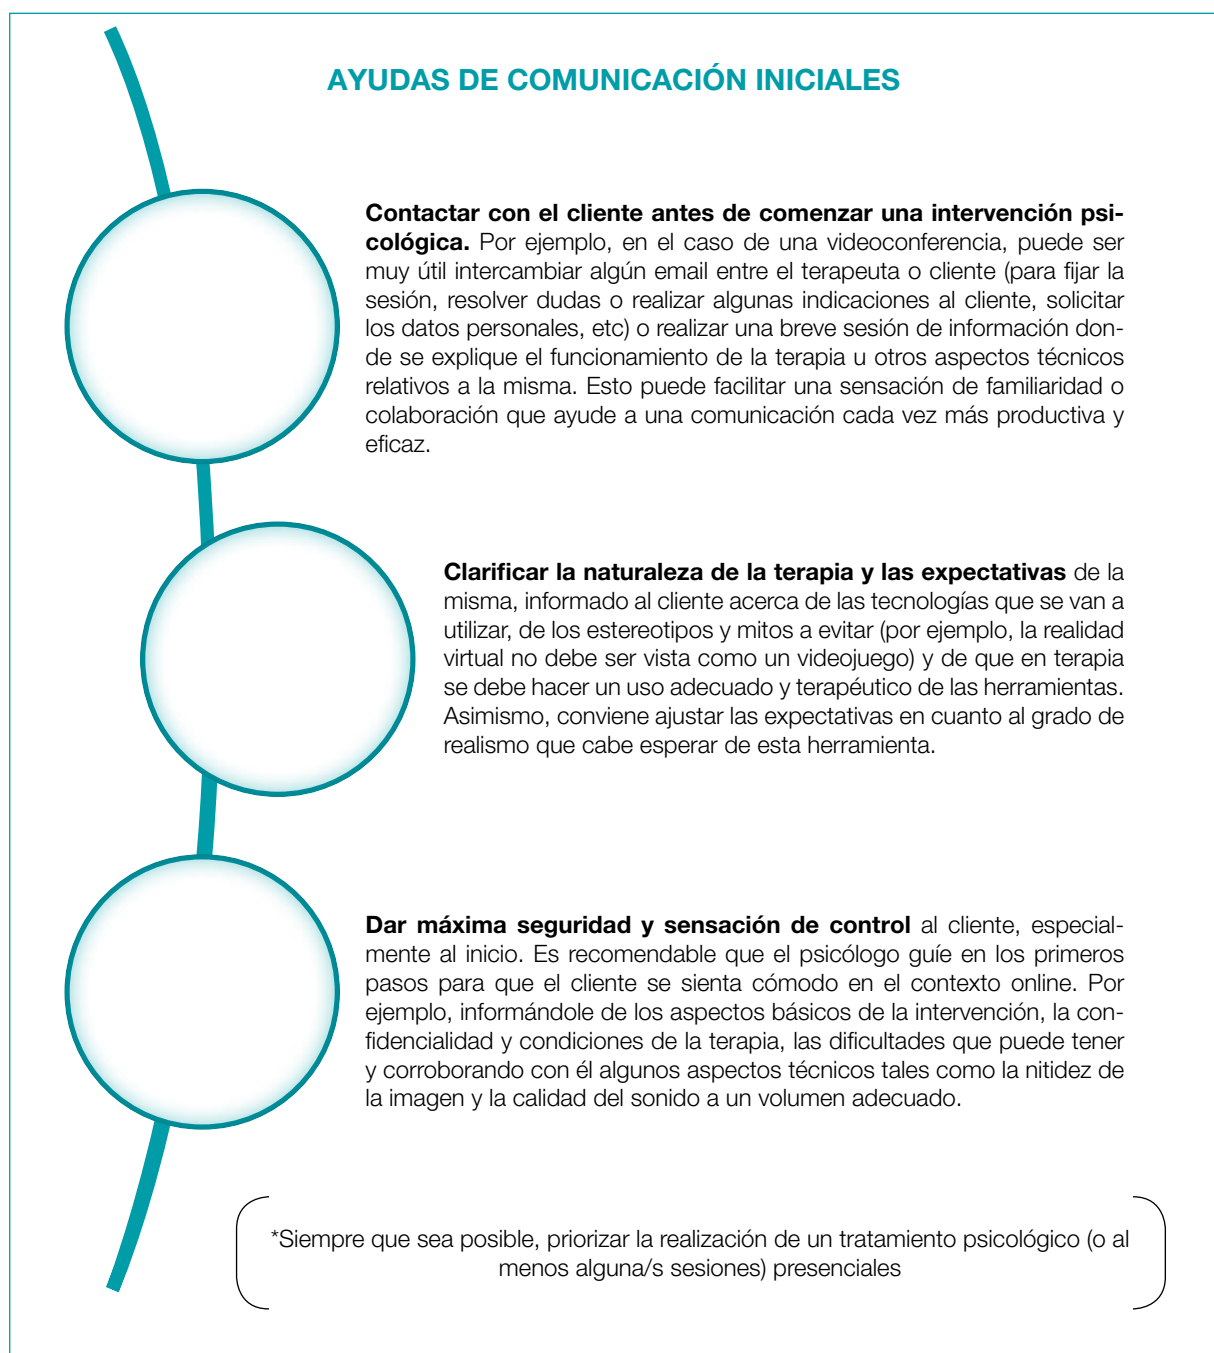 AYUDAS DE COMUNICACIÓN INICIALES
Contactar con el cliente antes de comenzar una intervención psi-
cológica. Por ejemplo, en el caso de una videoconferencia, puede ser
muy útil intercambiar algún email entre el terapeuta o cliente (para fijar la
sesión, resolver dudas o realizar algunas indicaciones al cliente, solicitar
los datos personales, etc) o realizar una breve sesión de información don-
de se explique el funcionamiento de la terapia u otros aspectos técnicos
relativos a la misma. Esto puede facilitar una sensación de familiaridad o
colaboración que ayude a una comunicación cada vez más productiva y
eficaz.
Clarificar la naturaleza de la terapia y las expectativas de la
misma, informado al cliente acerca de las tecnologías que se van a
utilizar, de los estereotipos y mitos a evitar (por ejemplo, la realidad
virtual no debe ser vista como un videojuego) y de que en terapia
se debe hacer un uso adecuado y terapéutico de las herramientas.
Asimismo, conviene ajustar las expectativas en cuanto al grado de
realismo que cabe esperar de esta herramienta.
Dar máxima seguridad y sensación de control al cliente, especial-
mente al inicio. Es recomendable que el psicólogo guíe en los primeros
pasos para que el cliente se sienta cómodo en el contexto online. Por
ejemplo, informándole de los aspectos básicos de la intervención, la con-
fidencialidad y condiciones de la terapia, las dificultades que puede tener
y corroborando con él algunos aspectos técnicos tales como la nitidez de
la imagen y la calidad del sonido a un volumen adecuado.
*Siempre que sea posible, priorizar la realización de un tratamiento psicológico (o al
menos alguna/s sesiones) presenciales